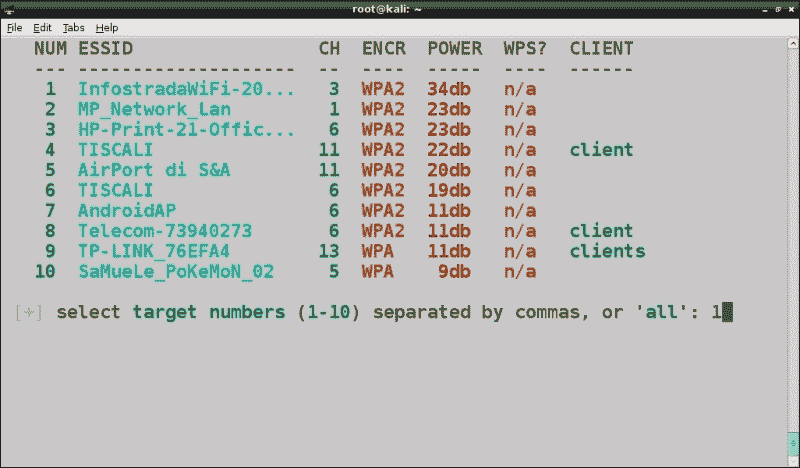 root@kali: ~
File Edit Tabs Help
NUM ESSID CH ENCR POWER WPS? CLIENT
--- -------------------- -- ---- ----- ---- ------
1 InfostradaWiFi-20... 3 WPA2 34db n/a
2 MP_Network_Lan 1 WPA2 23db n/a
3 HP-Print-21-Offic... 6 WPA2 23db n/a
4 TISCALI 11 WPA2 22db n/a client
5 AirPort di S&A 11 WPA2 20db n/a
6 TISCALI 6 WPA2 19db n/a
7 AndroidAP 6 WPA2 11db n/a
8 Telecom-73940273 6 WPA2 11db n/a client
9 TP-LINK_76EFA4 13 WPA 11db n/a clients
10 SaMueLe_PoKeMoN_02 5 WPA 9db n/a
[+] select target numbers (1-10) separated by commas, or 'all': 1